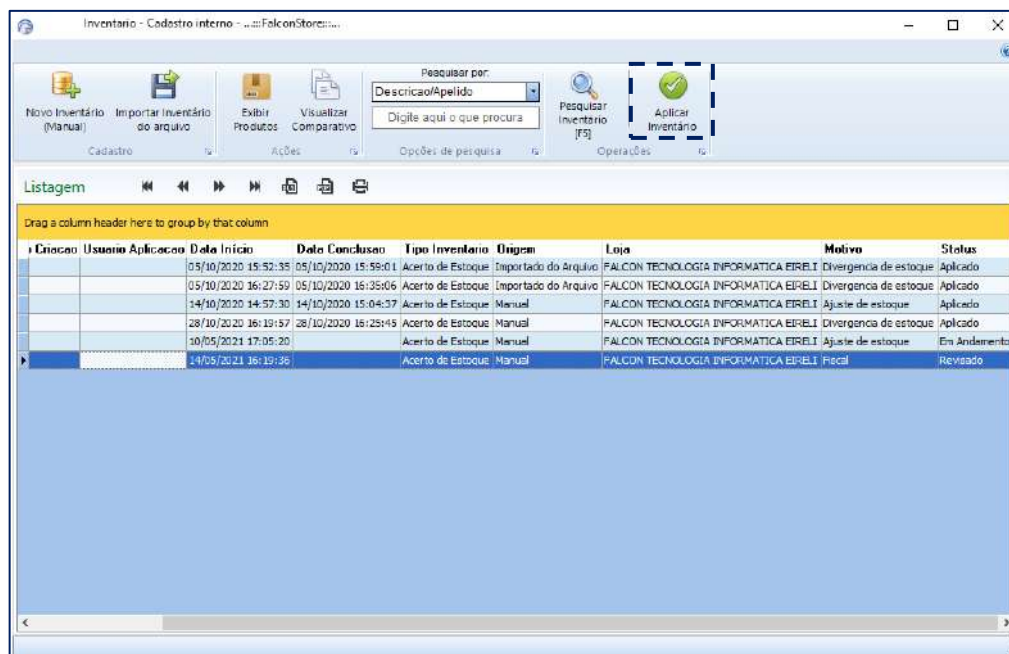 Inventario - Cadastro interno - ...:::FalconStore:::...
Pesquisar por:
Descricao/Apelido
Digite aqui o que procura
Novo Inventário (Manual)
Importar Inventário do arquivo
Exibir Produtos
Visualizar Comparativo
Pesquisar Inventário [F5]
Aplicar Inventário
Cadastro Ações Opções de pesquisa Operações
Listagem
Drag a column header here to group by that column
Criacao Usuario Aplicacao Data Início Data Conclusao Tipo Inventario Origem Loja Motivo Status
05/10/2020 15:52:35 05/10/2020 15:59:01 Acerto de Estoque Importado do Arquivo FALCON TECNOLOGIA INFORMATICA EIRELI Divergencia de estoque Aplicado
05/10/2020 16:27:59 05/10/2020 16:35:06 Acerto de Estoque Importado do Arquivo FALCON TECNOLOGIA INFORMATICA EIRELI Divergencia de estoque Aplicado
14/10/2020 14:57:30 14/10/2020 15:04:37 Acerto de Estoque Manual FALCON TECNOLOGIA INFORMATICA EIRELI Ajuste de estoque Aplicado
28/10/2020 16:19:57 28/10/2020 16:25:45 Acerto de Estoque Manual FALCON TECNOLOGIA INFORMATICA EIRELI Divergencia de estoque Aplicado
10/05/2021 17:05:20 Acerto de Estoque Manual FALCON TECNOLOGIA INFORMATICA EIRELI Ajuste de estoque Em Andamento
14/05/2021 16:19:36 Acerto de Estoque Manual FALCON TECNOLOGIA INFORMATICA EIRELI Fiscal Revisado